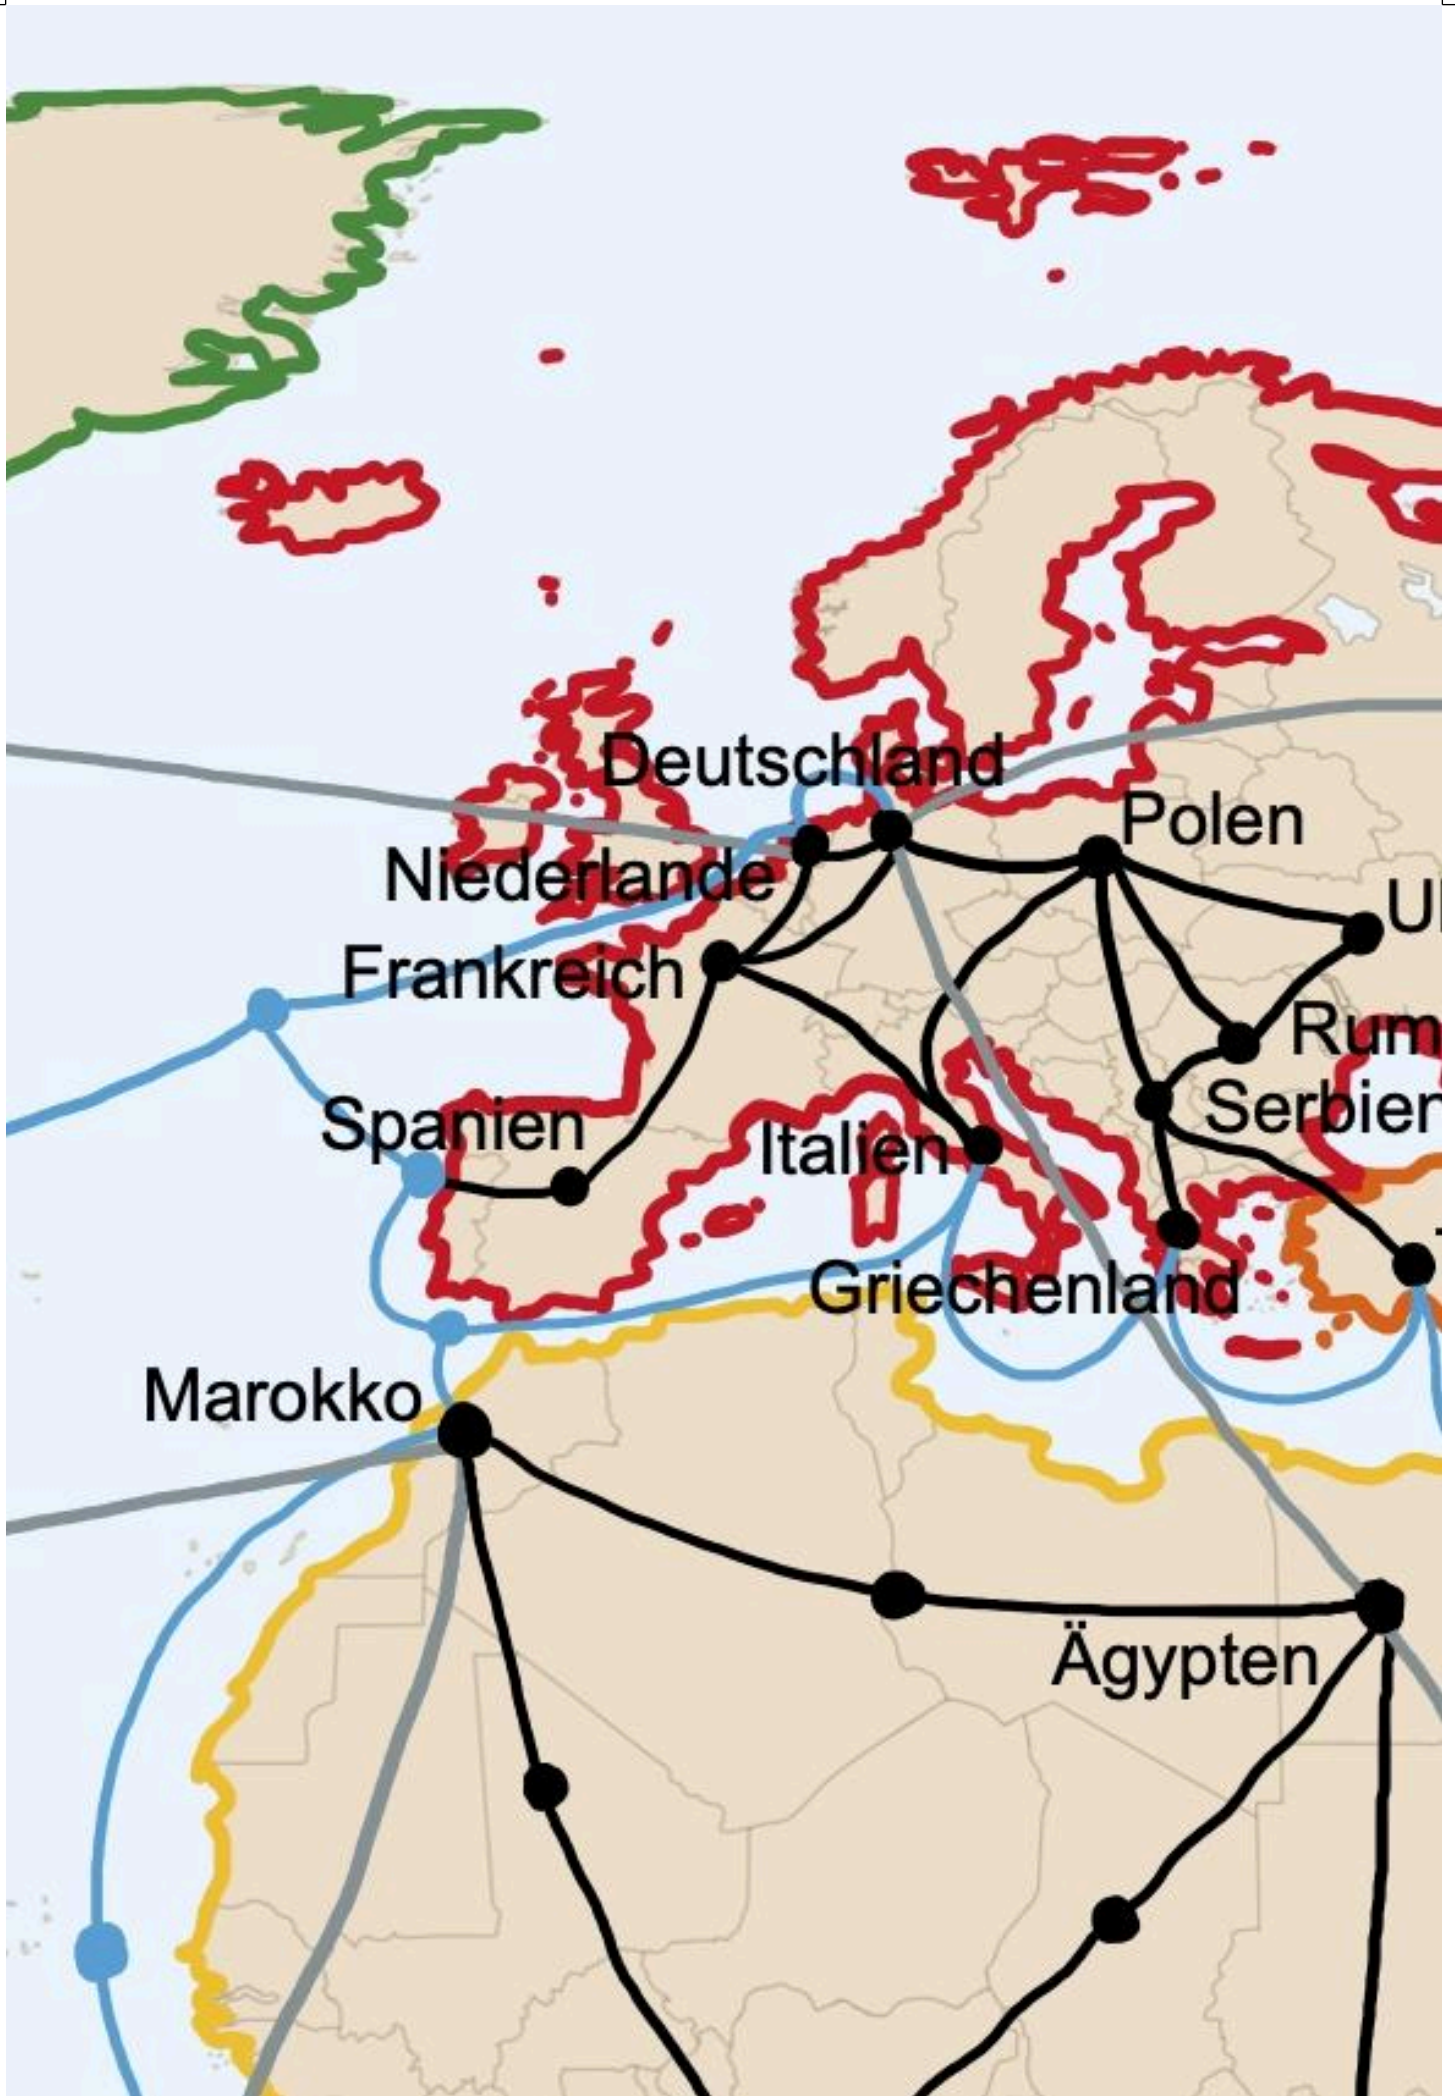 Deutschland
Polen
Niederlande
Frankreich
Spanien
Serbien
Italien
Griechenland
Marokko
Ägypten